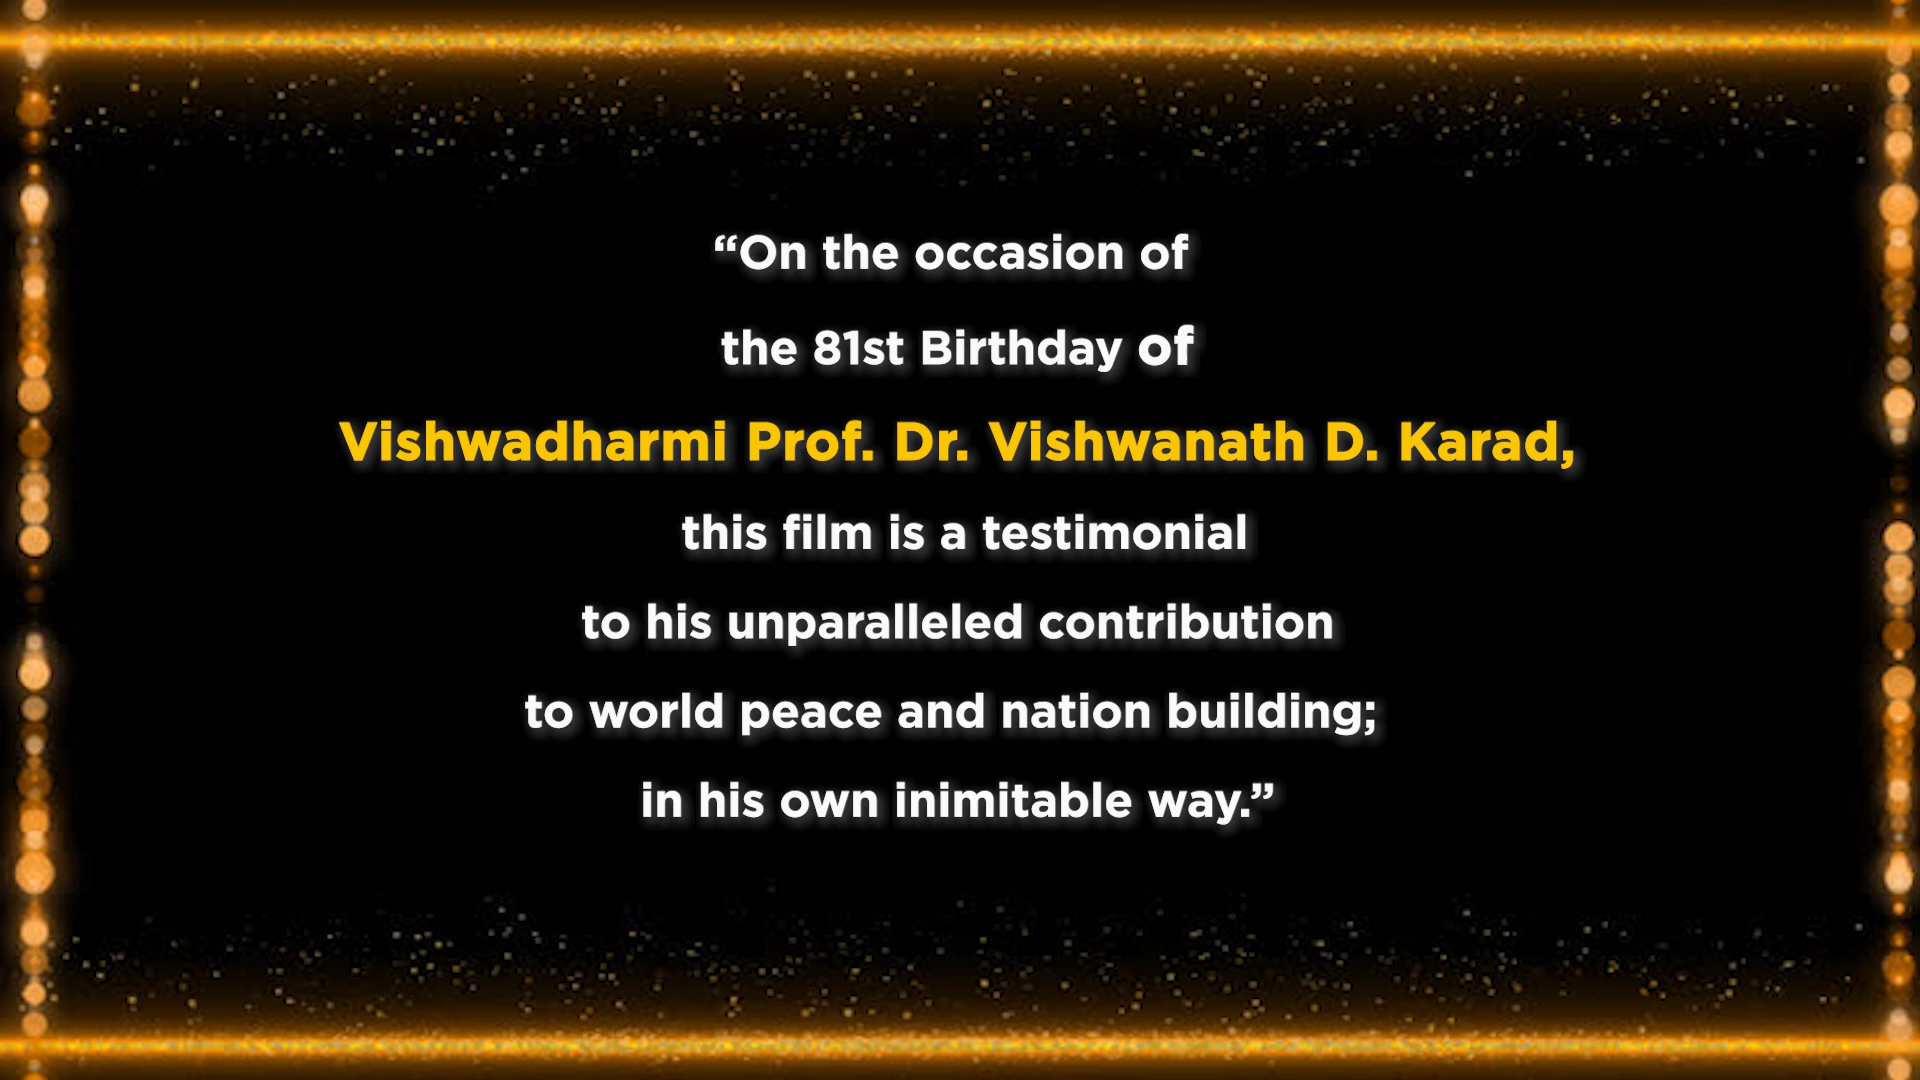 “On the occasion of
the 81st Birthday of
Vishwadharmi Prof. Dr. Vishwanath D. Karad,
this film is a testimonial
to his unparalleled contribution
to world peace and nation building;
in his own inimitable way.”